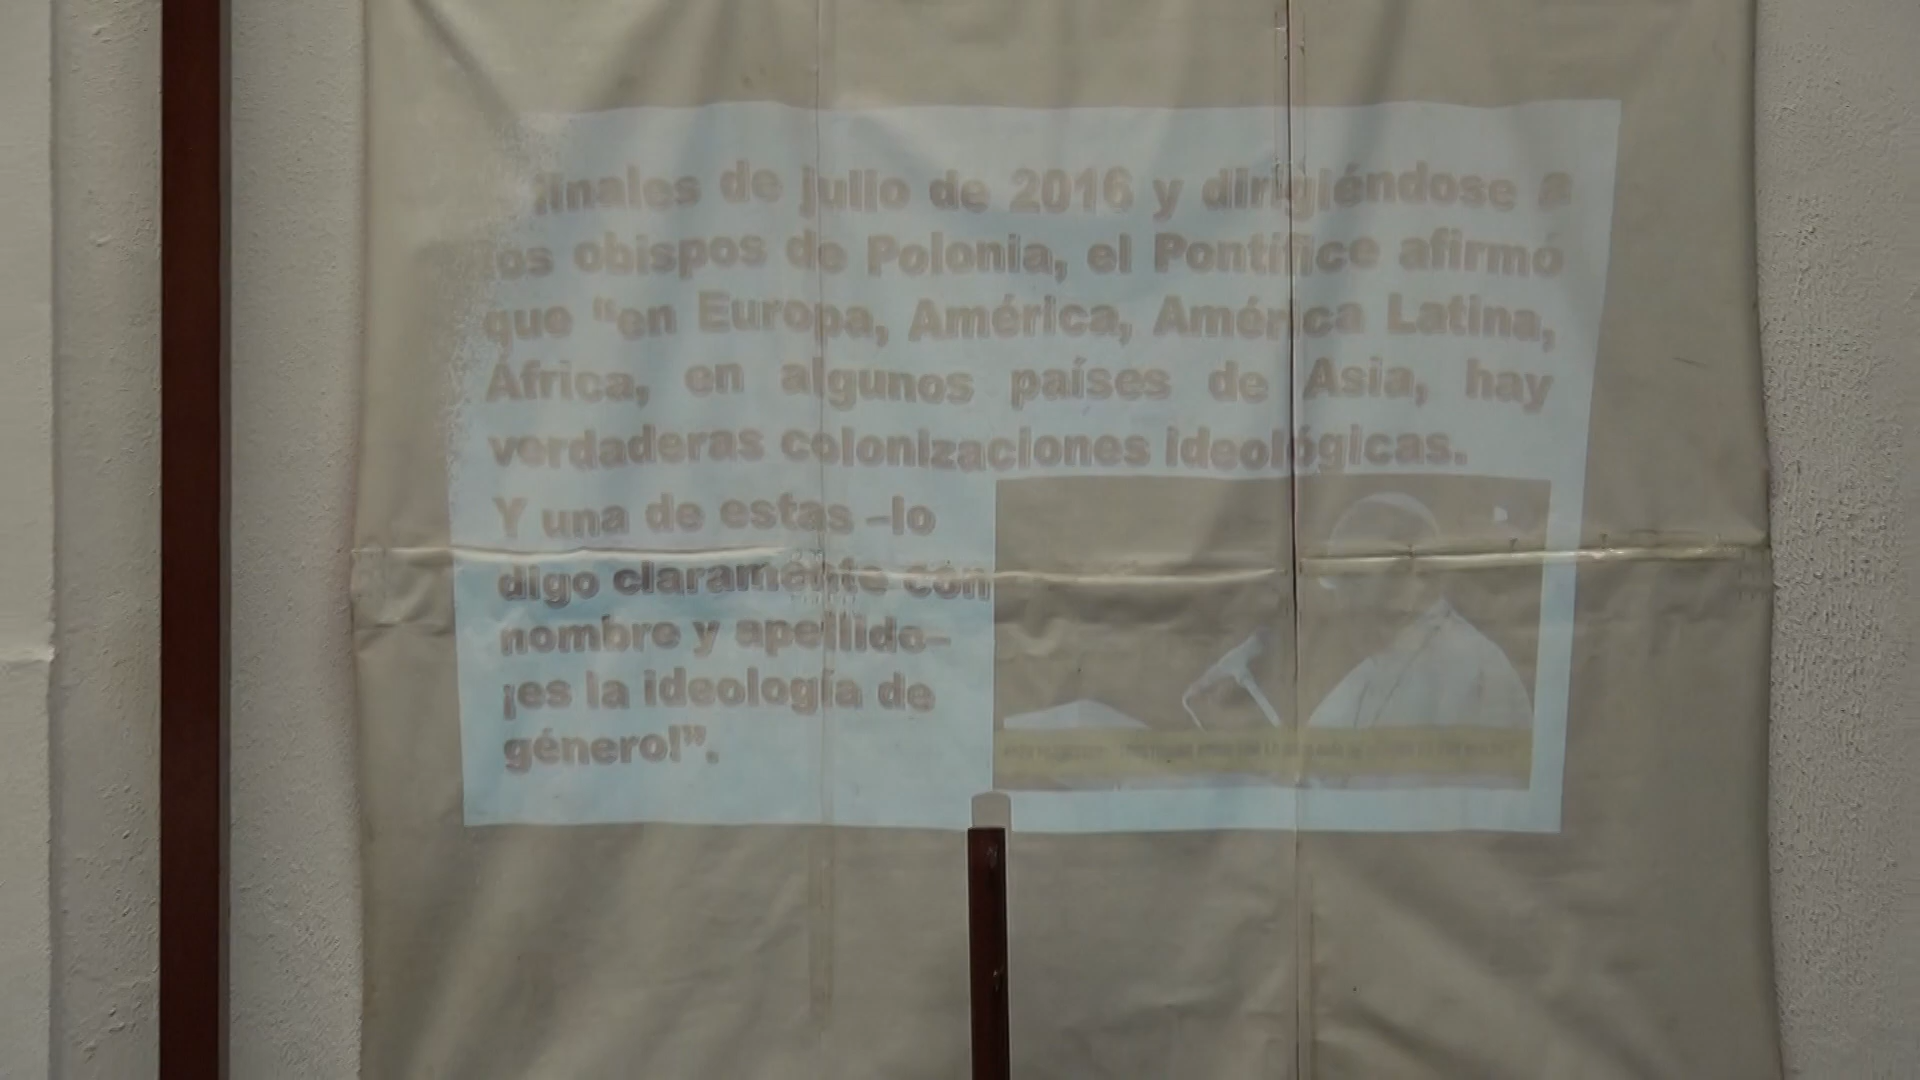 finales de julio de 2016 y dirigiéndose a
los obispos de Polonia, el Pontífice afirmó
que “en Europa, América, América Latina,
África, en algunos países de Asia, hay
verdaderas colonizaciones ideológicas.
Y una de estas –lo
digo claramente con
nombre y apellido–
¡es la ideología de
género!”.